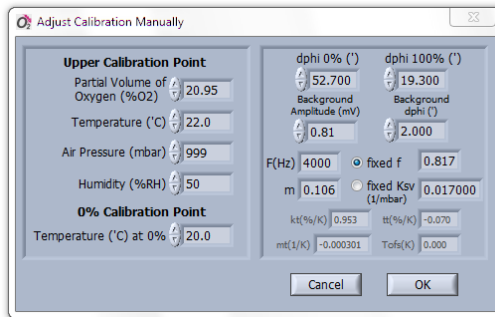 O2 Adjust Calibration Manually
Upper Calibration Point
Partial Volume of
Oxygen (%O2) 20.95
Temperature ('C) 22.0
Air Pressure (mbar) 999
Humidity (%RH) 50
0% Calibration Point
Temperature ('C) at 0% 20.0
dphi 0% (') dphi 100% (')
52.700 19.300
Background Background
Amplitude (mV) dphi (')
0.81 2.000
F(Hz) 4000 fixed f 0.817
m 0.106 fixed Ksv 0.017000
(1/mbar)
kt(%/K) 0.953 tt(%/K) -0.070
mt(1/K) -0.000301 Tofs(K) 0.000
Cancel OK